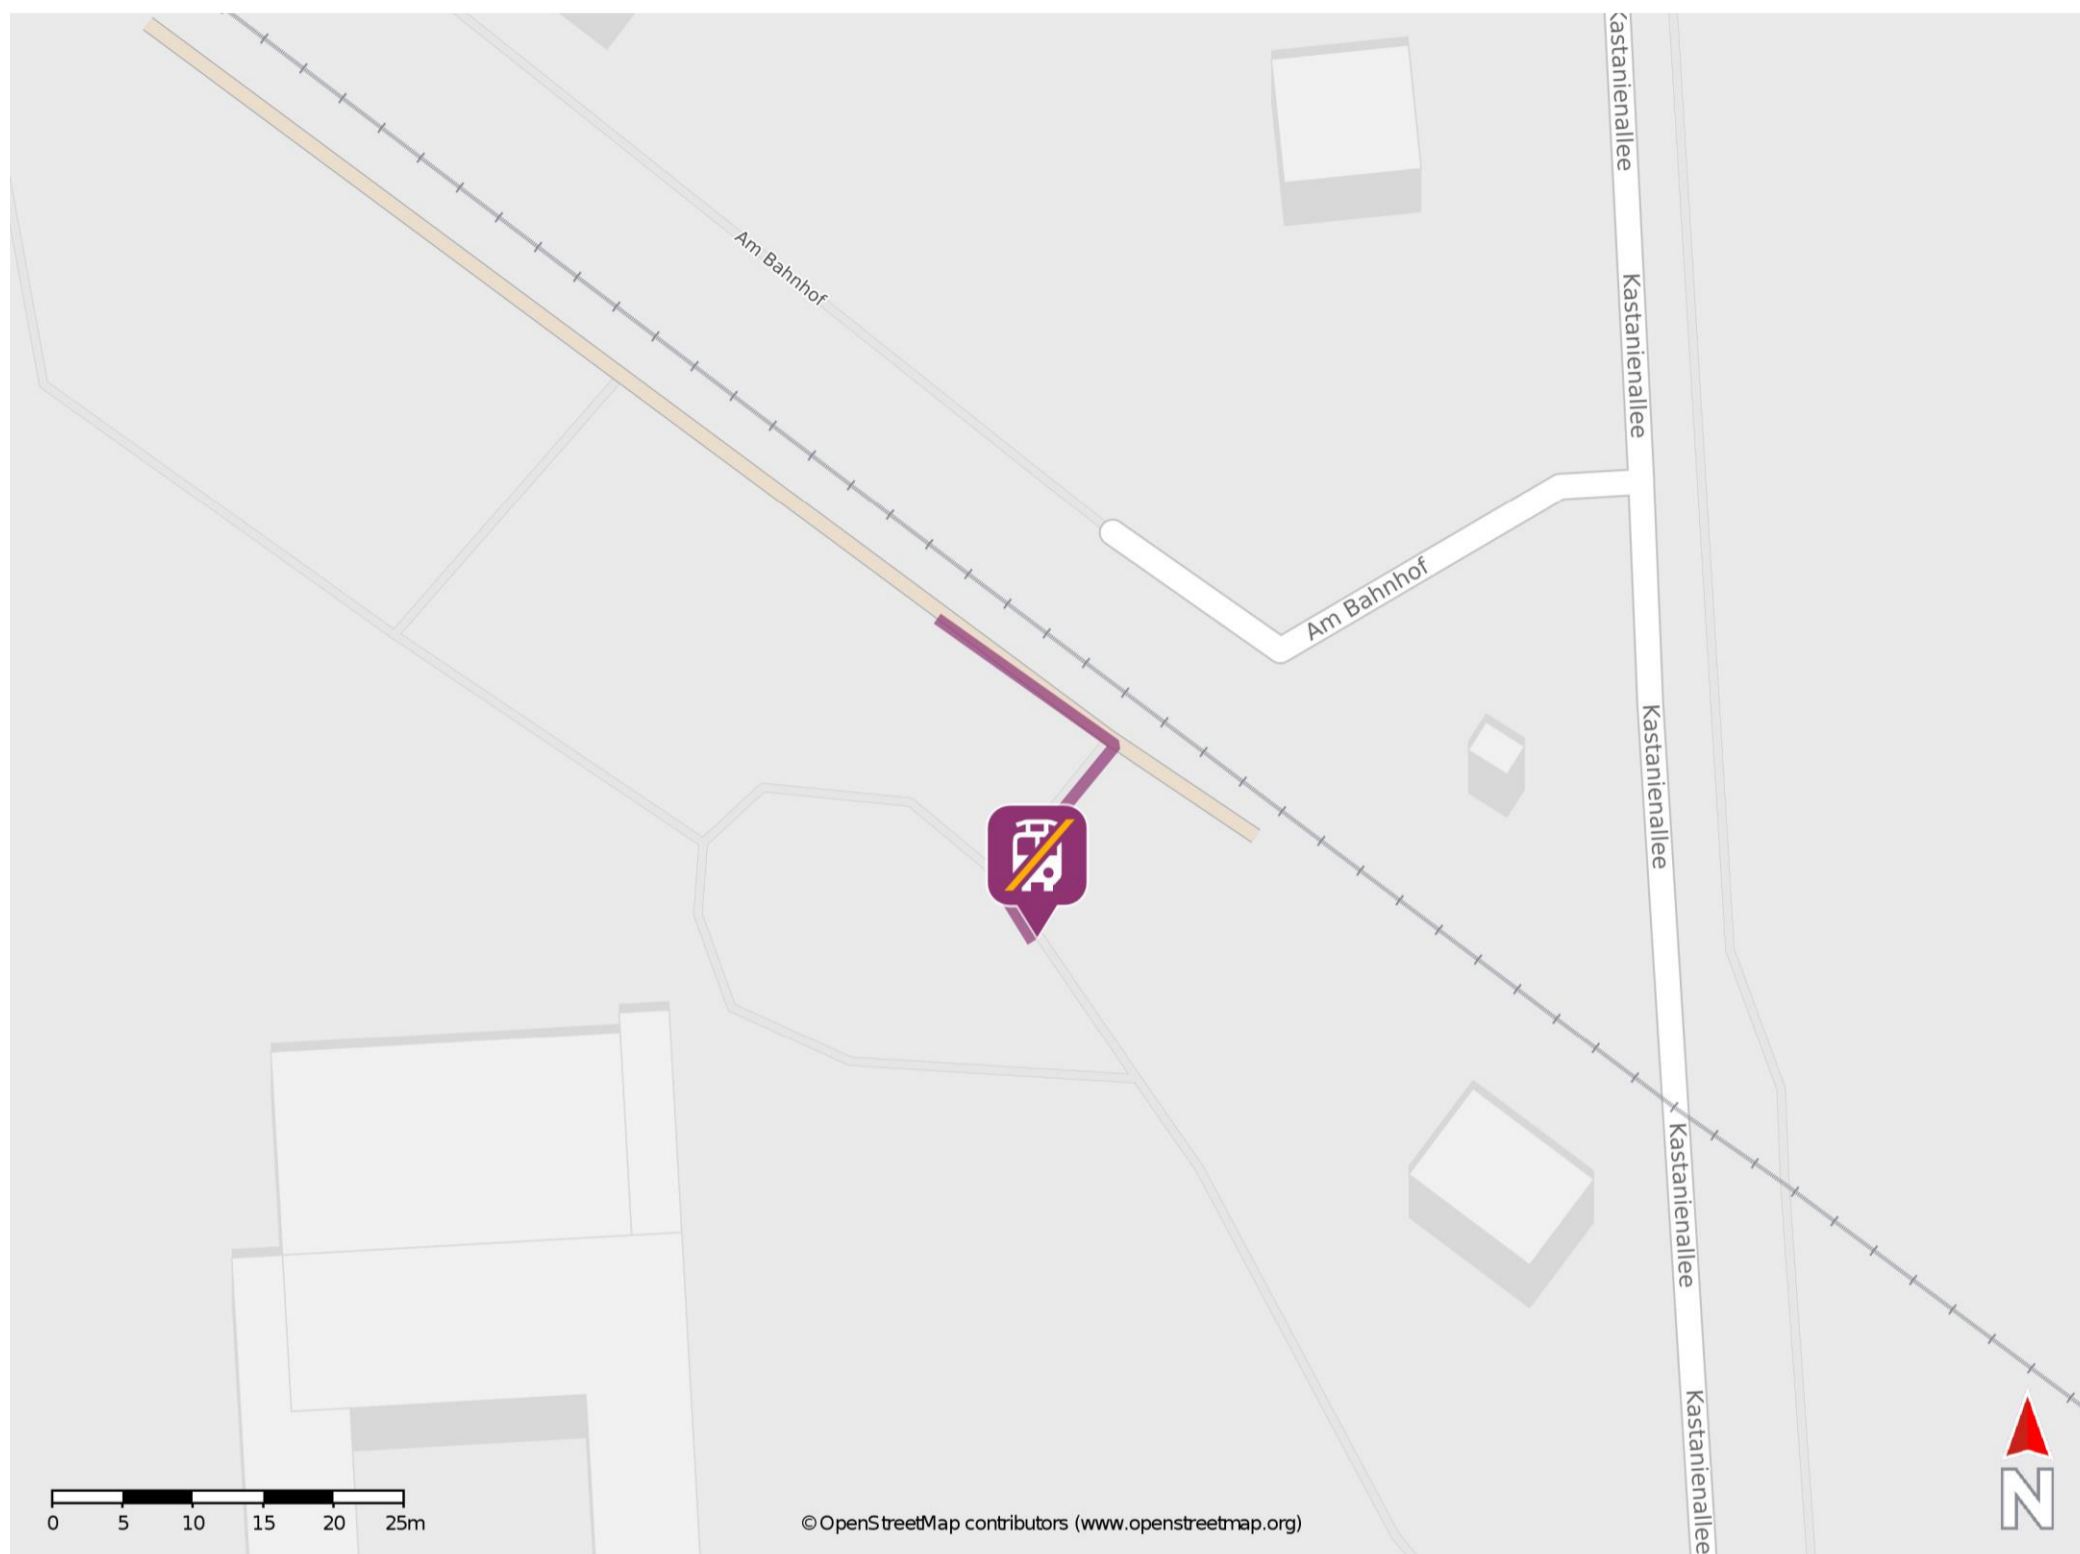 Kastanienallee
Am Bahnhof
Kastanienallee
Am Bahnhof
Kastanienallee
Kastanienallee
Kastanienallee
0 5 10 15 20 25m
© OpenStreetMap contributors (www.openstreetmap.org)
N